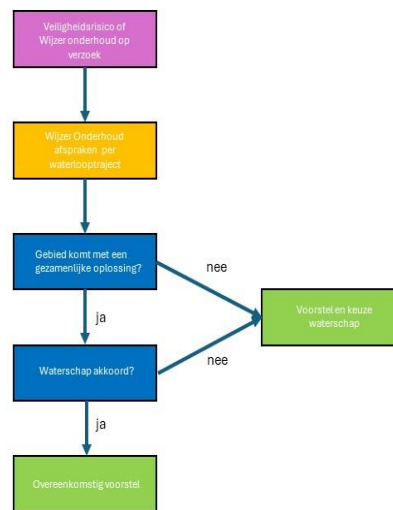 Veiligheidsrisico of
Wijzer onderhoud op
verzoek
Wijzer Onderhoud
afspraken per
waterlooptraject
Gebied komt met een
gezamenlijke oplossing?
nee
Voorstel en keuze
waterschap
ja
Waterschap akkoord?
nee
ja
Overeenkomstig voorstel